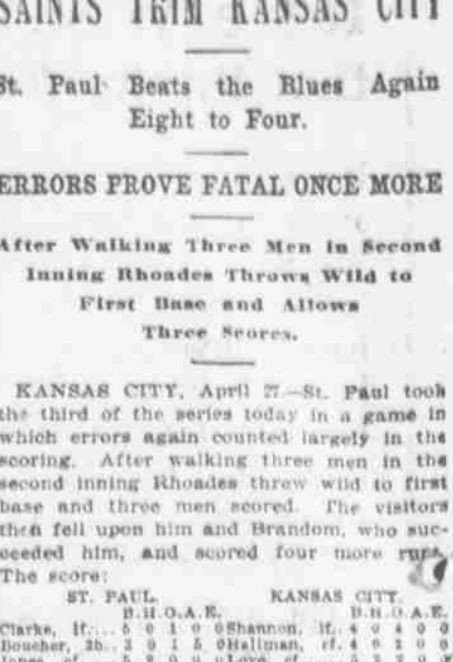 SAINTS TRIM KANSAS CITY
St. Paul Beats the Blues Again
Eight to Four.
ERRORS PROVE FATAL ONCE MORE
After Walking Three Men in Second
Inning Rhoades Throws Wild to
First Base and Allows
Three Scores.
KANSAS CITY, April 27.—St. Paul took
the third of the series today in a game in
which errors again counted largely in the
scoring. After walking three men in the
second inning Rhoades threw wild to first
base and three men scored. The visitors
then fell upon him and Brandom, who suc-
ceeded him, and scored four more runs.
The score:
ST. PAUL. KANSAS CITY.
B.H.O.A.E. B.H.O.A.E.
Clarke, lf.... 5 0 1 0 0 Shannon, lf.. 4 0 4 0 0
Boucher, 3b.. 3 0 1 5 0 Hallman, rf. 4 0 2 0 0